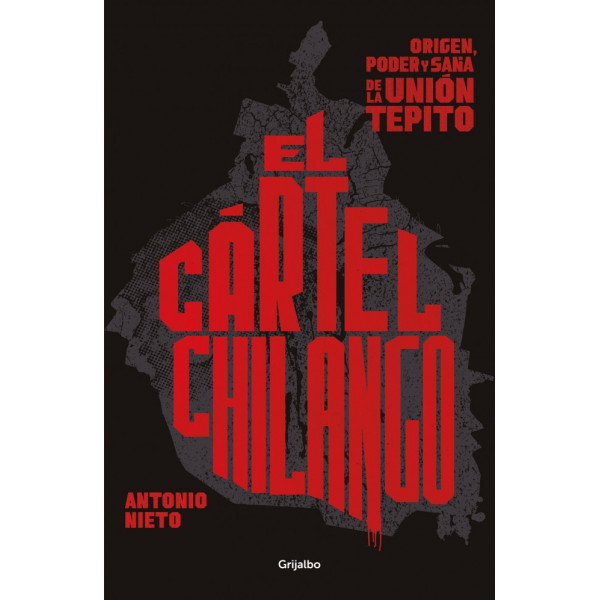 ORIGEN,
PODER Y SAÑA
DE LA UNIÓN
TEPITO
EL
CÁRTEL
CHILANGO
ANTONIO
NIETO
Grijalbo